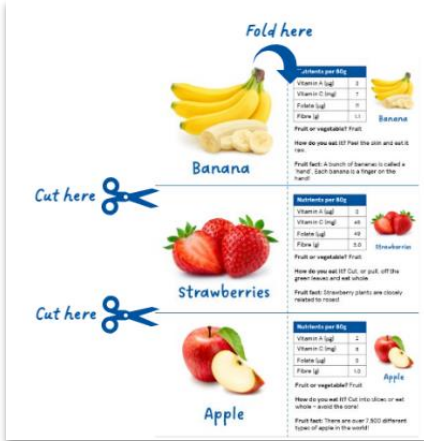 Fold here
Nutrients per 80g
Vitamin A (µg) 2
Vitamin C (mg) 7
Folate (µg) 11
Fibre (g) 1.1
Banana
Fruit or vegetable? Fruit
How do you eat it? Peel the skin and eat it
raw.
Fruit fact: A bunch of bananas is called a
'hand'. Each banana is a finger on the
hand!
Banana
Cut here
Nutrients per 80g
Vitamin A (µg)
Vitamin C (mg)
Folate (µg)
Fibre (g)
Strawberries
Fruit or vegetable? Fruit
How do you eat it? Cut, or pull, off the
green leaves and eat whole.
Fruit fact: Strawberry plants are closely
related to roses!
Strawberries
Cut here
Nutrients per 80g
Vitamin A (µg) 2
Vitamin C (mg)
Folate (µg)
Fibre (g)
Apple
Fruit or vegetable? Fruit
How do you eat it? Cut into slices or eat
whole – avoid the core!
Fruit fact: There are over 7,500 different
types of apple in the world!
Apple